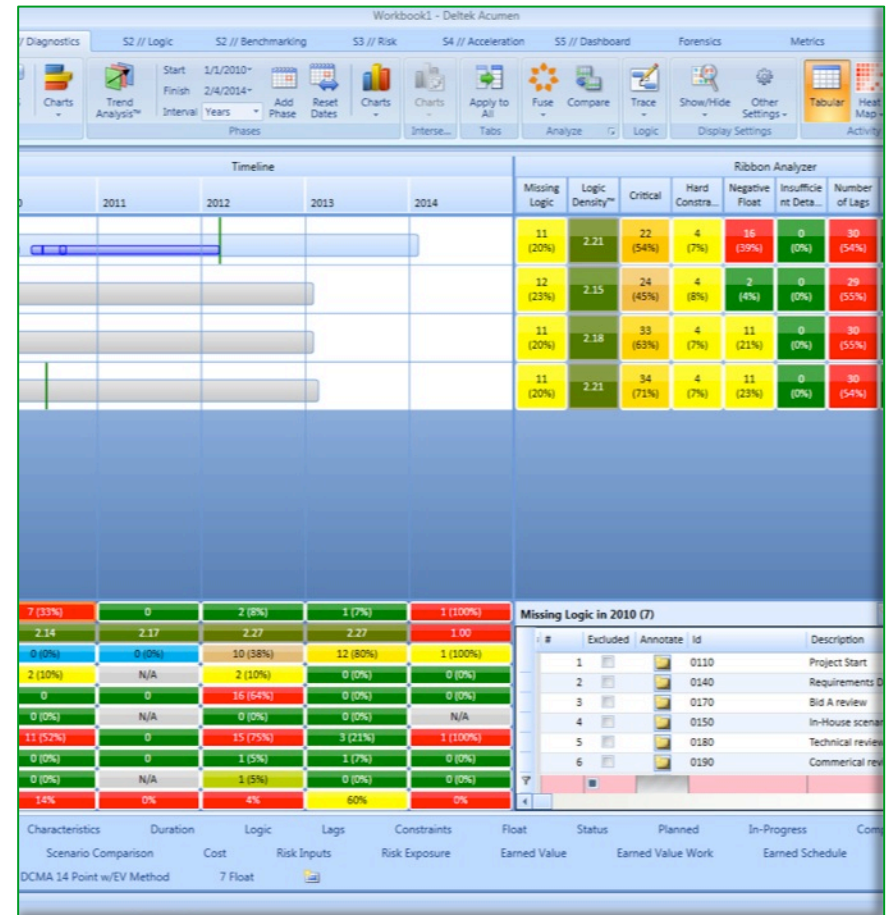 Workbook1 - Deltek Acumen
// Diagnostics S2 // Logic S2 // Benchmarking S3 // Risk S4 // Acceleration S5 // Dashboard Forensics Metrics
Charts Trend Analysis™ Start 1/1/2010 Finish 2/4/2014 Interval Years Add Phase Reset Dates Charts Charts Apply to All Fuse Compare Trace Show/Hide Other Settings Tabular Heat Map
Phases Interse... Tabs Analyze Logic Display Settings Activity
Timeline Ribbon Analyzer
2011 2012 2013 2014 Missing Logic Logic Density™ Critical Hard Constra... Negative Float Insufficie nt Deta... Number of Lags
11 22 4 16 0 30
(20%) 2.21 (54%) (7%) (39%) (0%) (54%)
12 24 4 2 0 29
(23%) 2.15 (45%) (8%) (4%) (0%) (55%)
11 33 4 11 0 30
(20%) 2.18 (63%) (7%) (21%) (0%) (55%)
11 34 4 11 0 30
(20%) 2.21 (71%) (7%) (23%) (0%) (54%)
7 (33%) 0 2 (8%) 1 (7%) 1 (100%)
2.14 2.17 2.27 2.27 1.00
0 (0%) 0 (0%) 10 (38%) 12 (80%) 1 (100%)
2 (10%) N/A 2 (10%) 0 (0%) 0 (0%)
0 0 16 (64%) 0 (0%) 0 (0%)
0 (0%) N/A 0 (0%) 0 (0%) N/A
11 (52%) 0 15 (75%) 3 (21%) 1 (100%)
0 (0%) 0 1 (5%) 1 (7%) 0 (0%)
0 (0%) N/A 1 (5%) 0 (0%) 0 (0%)
14% 0% 4% 60% 0%
Missing Logic in 2010 (7)
# Excluded Annotate Id Description
1 0110 Project Start
2 0140 Requirements D
3 0170 Bid A review
4 0150 In-House scenar
5 0180 Technical review
6 0190 Commerical rev
Characteristics Duration Logic Lags Constraints Float Status Planned In-Progress Comp
Scenario Comparison Cost Risk Inputs Risk Exposure Earned Value Earned Value Work Earned Schedule
DCMA 14 Point w/EV Method 7 Float